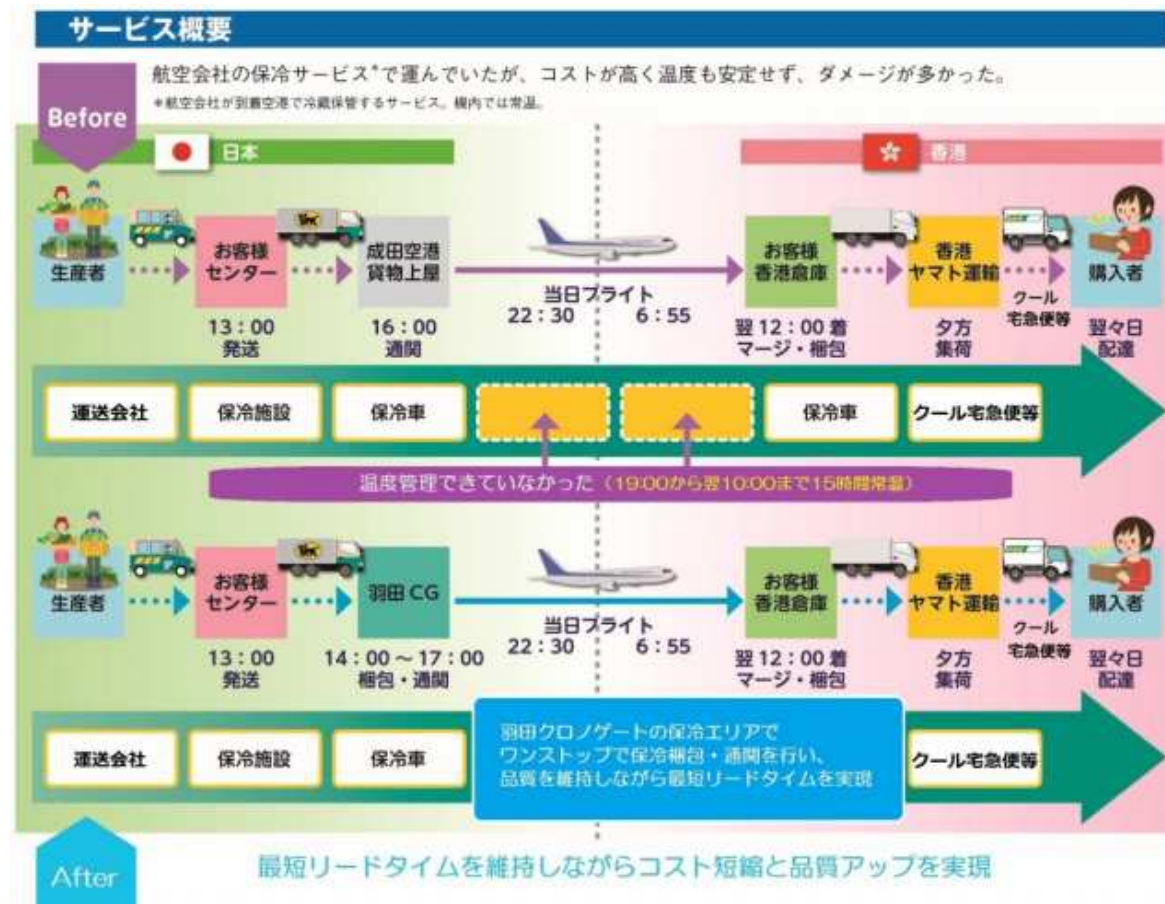 サービス概要
航空会社の保冷サービス*で運んでいたが、コストが高く温度も安定せず、ダメージが多かった。
*航空会社が到着空港で冷蔵保管するサービス。機内では常温。
Before
日本
香港
生産者
お客様
センター
成田空港
貨物上屋
お客様
香港倉庫
香港
ヤマト運輸
クール
宅急便等
購入者
13:00
発送
16:00
通関
当日フライト
22:30
6:55
翌12:00着
マージ・梱包
夕方
集荷
翌々日
配達
運送会社
保冷施設
保冷車
保冷車
クール宅急便等
温度管理できていなかった(19:00から翌10:00まで15時間常温)
生産者
お客様
センター
羽田CG
お客様
香港倉庫
香港
ヤマト運輸
クール
宅急便等
購入者
13:00
発送
14:00～17:00
梱包・通関
当日フライト
22:30
6:55
翌12:00着
マージ・梱包
夕方
集荷
翌々日
配達
運送会社
保冷施設
保冷車
羽田クロノゲートの保冷エリアで
ワンストップで保冷梱包・通関を行い、
品質を維持しながら最短リードタイムを実現
クール宅急便等
After
最短リードタイムを維持しながらコスト短縮と品質アップを実現